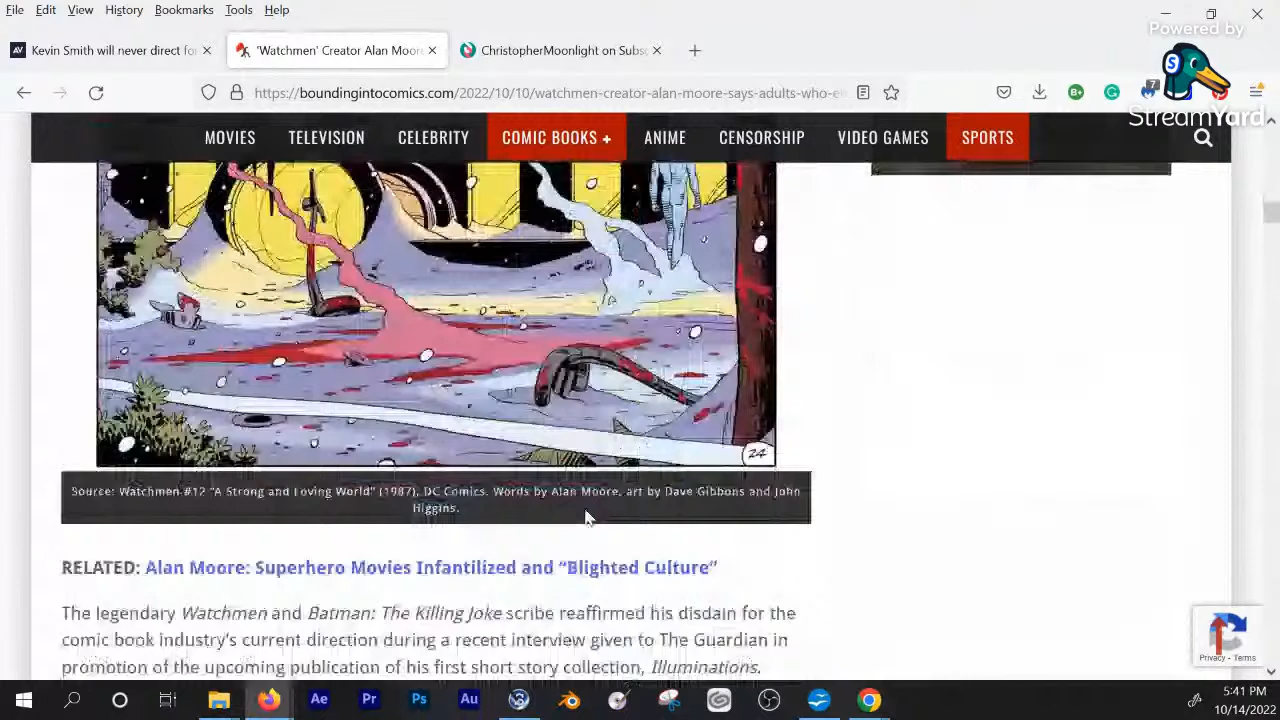 File Edit View History Bookmarks Tools Help
Powered by
Kevin Smith will never direct fo
'Watchmen' Creator Alan Moore
ChristopherMoonlight on Subs
https://boundingintocomics.com/2022/10/10/watchmen-creator-alan-moore-says-adults-who-e
7
StreamYard
MOVIES TELEVISION CELEBRITY COMIC BOOKS + ANIME CENSORSHIP VIDEO GAMES SPORTS
24
Source: Watchmen #12 "A Strong and Loving World" (1987), DC Comics. Words by Alan Moore, art by Dave Gibbons and John
Higgins.
RELATED: Alan Moore: Superhero Movies Infantilized and “Blighted Culture”
The legendary Watchmen and Batman: The Killing Joke scribe reaffirmed his disdain for the
comic book industry's current direction during a recent interview given to The Guardian in
promotion of the upcoming publication of his first short story collection, Illuminations.
Privacy - Terms
Ae Pr Ps Au
5:41 PM
10/14/2022